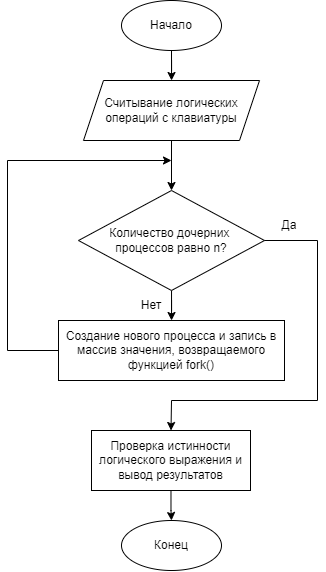 Начало
Считывание логических
операций с клавиатуры
Количество дочерних
процессов равно n?
Да
Нет
Создание нового процесса и запись в
массив значения, возвращаемого
функцией fork()
Проверка истинности
логического выражения и
вывод результатов
Конец